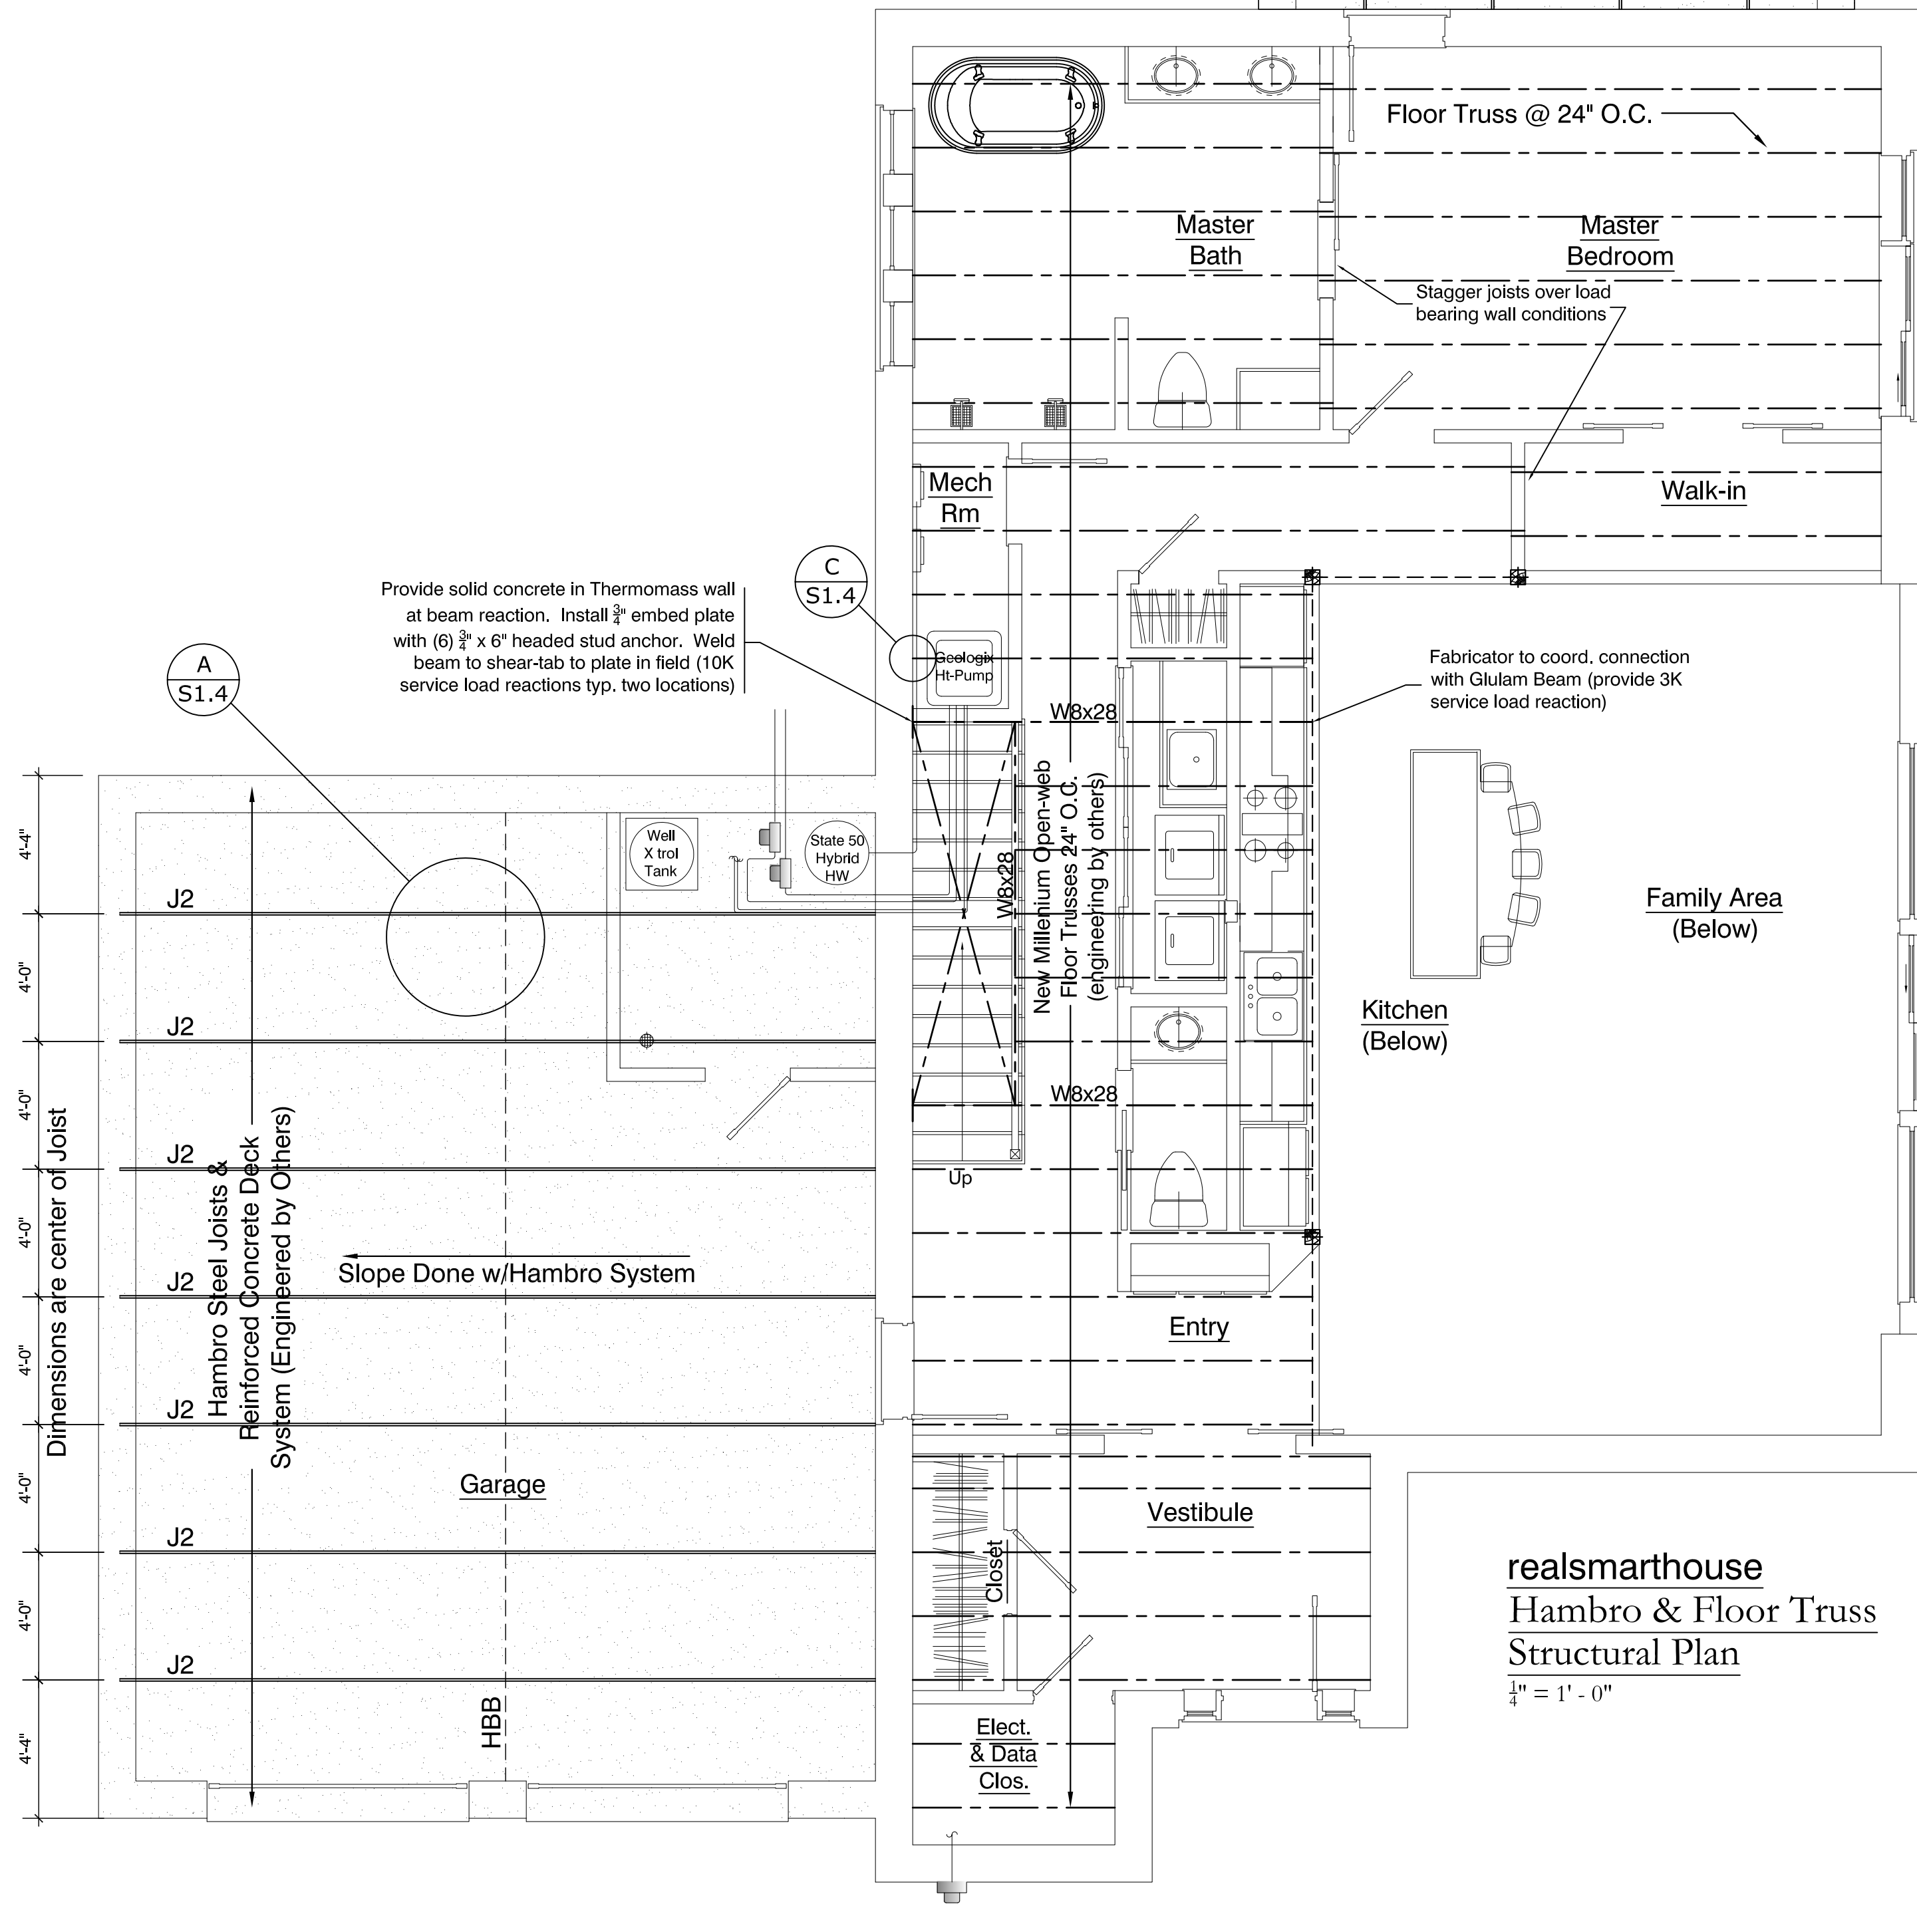 Floor Truss @ 24" O.C.
Master
Bath
Master
Bedroom
Stagger joists over load
bearing wall conditions
Mech
Rm
Walk-in
C
S1.4
Provide solid concrete in Thermomass wall
at beam reaction. Install 3/4" embed plate
with (6) 3/4" x 6" headed stud anchor. Weld
beam to shear-tab to plate in field (10K
service load reactions typ. two locations)
A
S1.4
Geologix
Ht-Pump
Fabricator to coord. connection
with Glulam Beam (provide 3K
service load reaction)
W8x28
W8x28
W8x28
New Millenium Open-web
Floor Trusses 24" O.C.
(engineering by others)
Well
X trol
Tank
State 50
Hybrid
HW
Family Area
(Below)
Kitchen
(Below)
Up
4'-4"
4'-0"
4'-0"
4'-0"
4'-0"
4'-0"
4'-0"
4'-4"
Dimensions are center of Joist
J2
J2
J2
J2
J2
J2
J2
Hambro Steel Joists &
Reinforced Concrete Deck
System (Engineered by Others)
Slope Done w/Hambro System
Garage
HBB
Entry
Vestibule
Closet
Elect.
& Data
Clos.
realsmarthouse
Hambro & Floor Truss
Structural Plan
1/4" = 1' - 0"